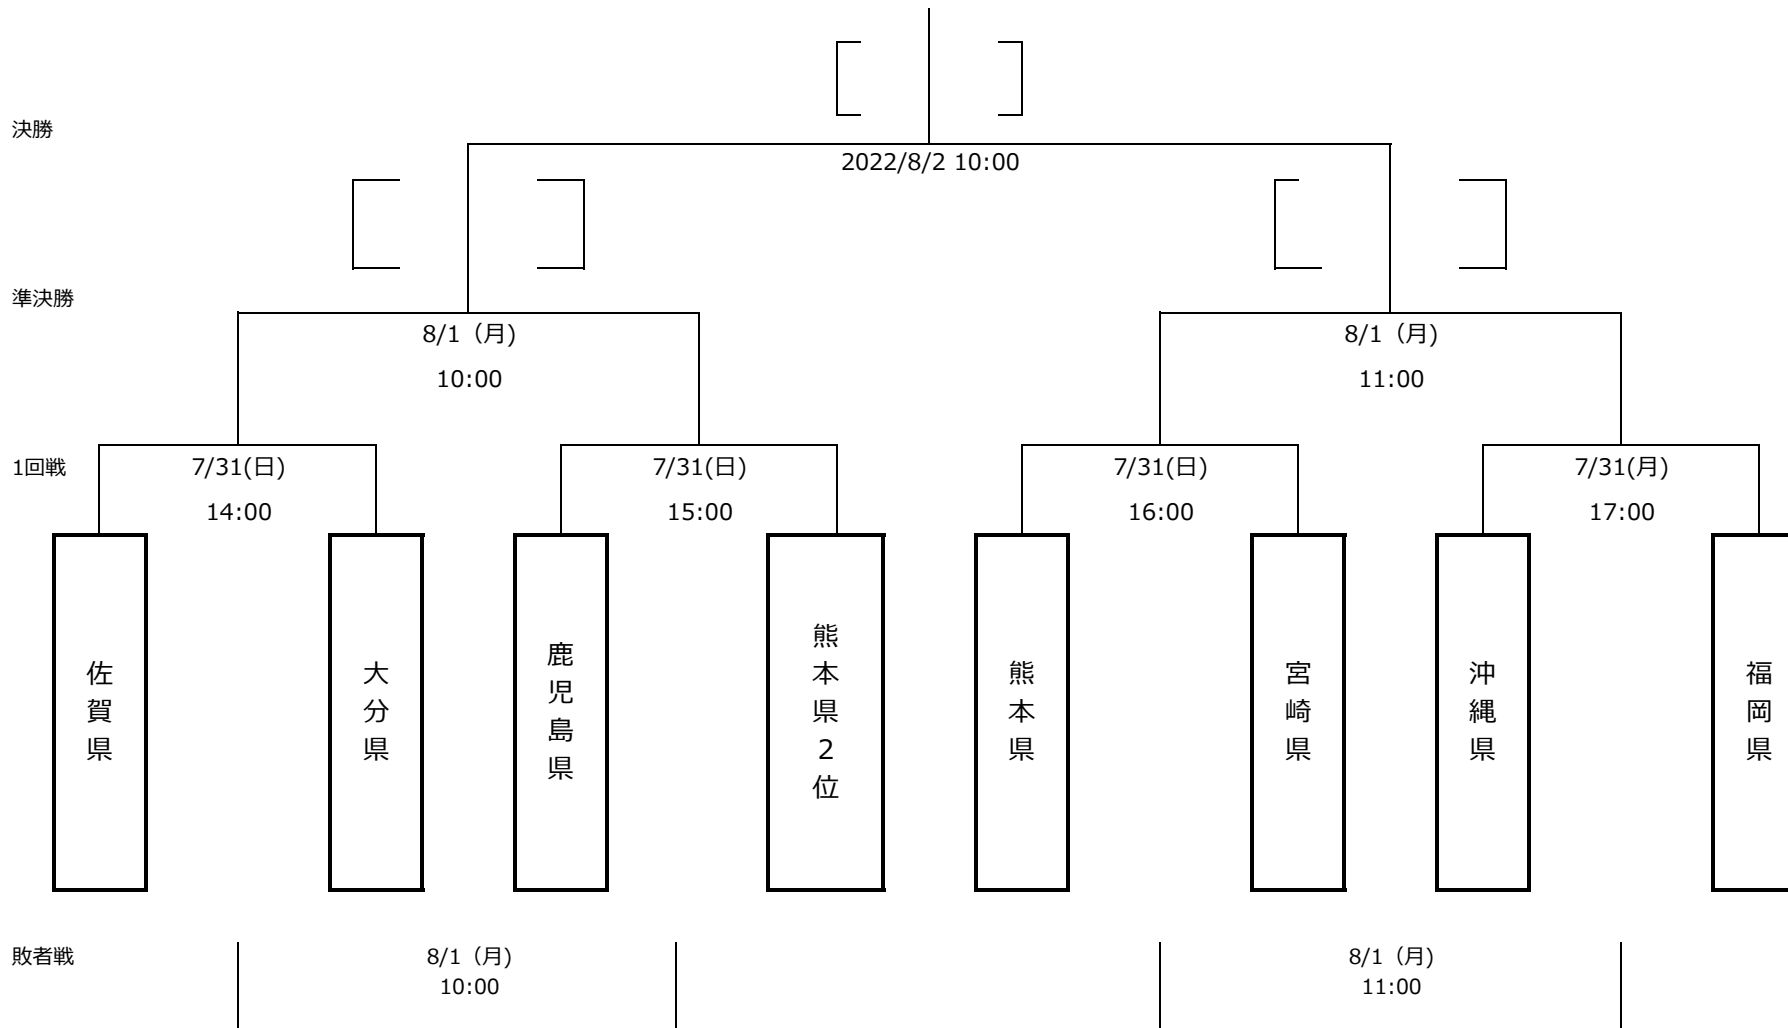 決勝
2022/8/2 10:00
準決勝
8/1（月)
10:00
8/1（月)
11:00
1回戦
7/31(日)
14:00
7/31(日)
15:00
7/31(日)
16:00
7/31(月)
17:00
佐賀県
大分県
鹿児島県
熊本県2位
熊本県
宮崎県
沖縄県
福岡県
敗者戦
8/1（月)
10:00
8/1（月)
11:00